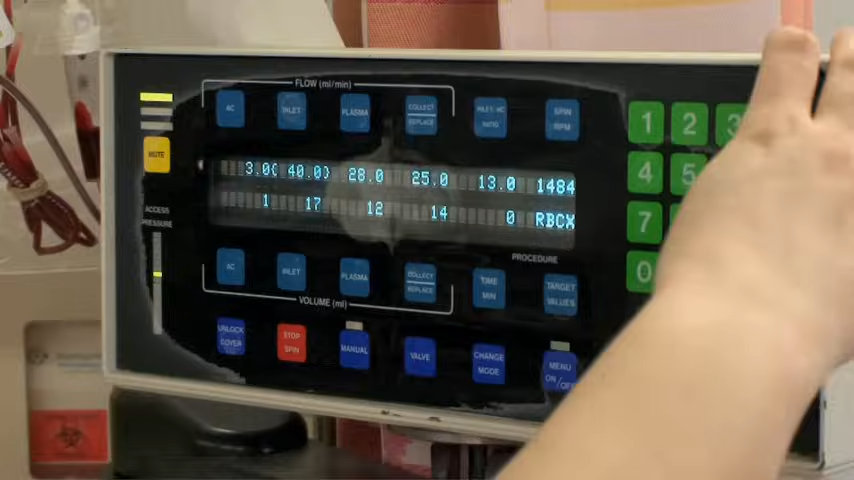 FLOW (ml/min)
AC INLET PLASMA COLLECT REPLACE INLET:AC RATIO SPIN RPM
1 2 3
MUTE
3.0( 40.0) 28.0 25.0 13.0 1484
4 5
1 17 12 14 0 RBCX
ACCESS PRESSURE
7
PROCEDURE
AC INLET PLASMA COLLECT REPLACE TIME MIN TARGET VALUES
0
VOLUME (ml)
UNLOCK COVER STOP SPIN MANUAL VALVE CHANGE MODE MENU ON/OFF